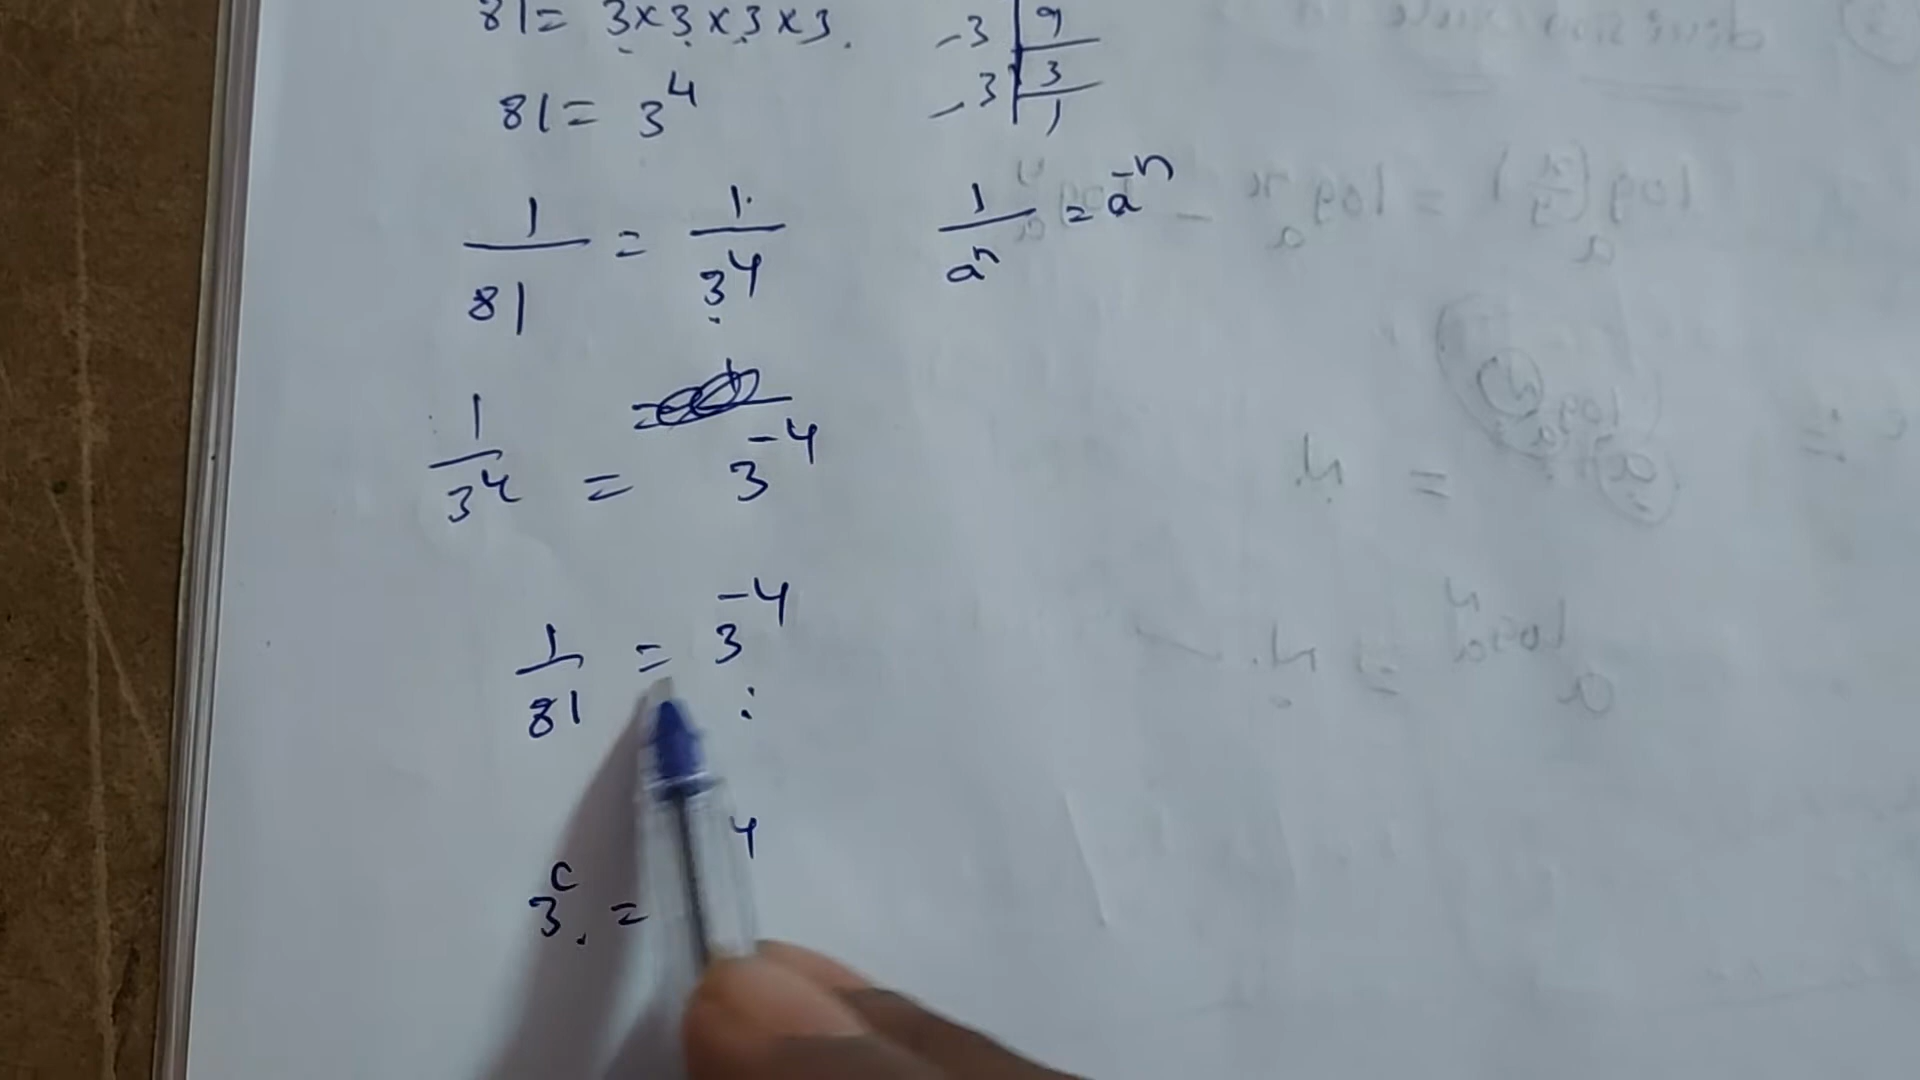 81 = 3×3×3×3.
-3 | 9
81 = 3^4
-3 | 3
1
1/81 = 1/3^4
1/a^n = a^-n
1/3^4 = 3^-4
1/81 = 3^-4
3^c = 4